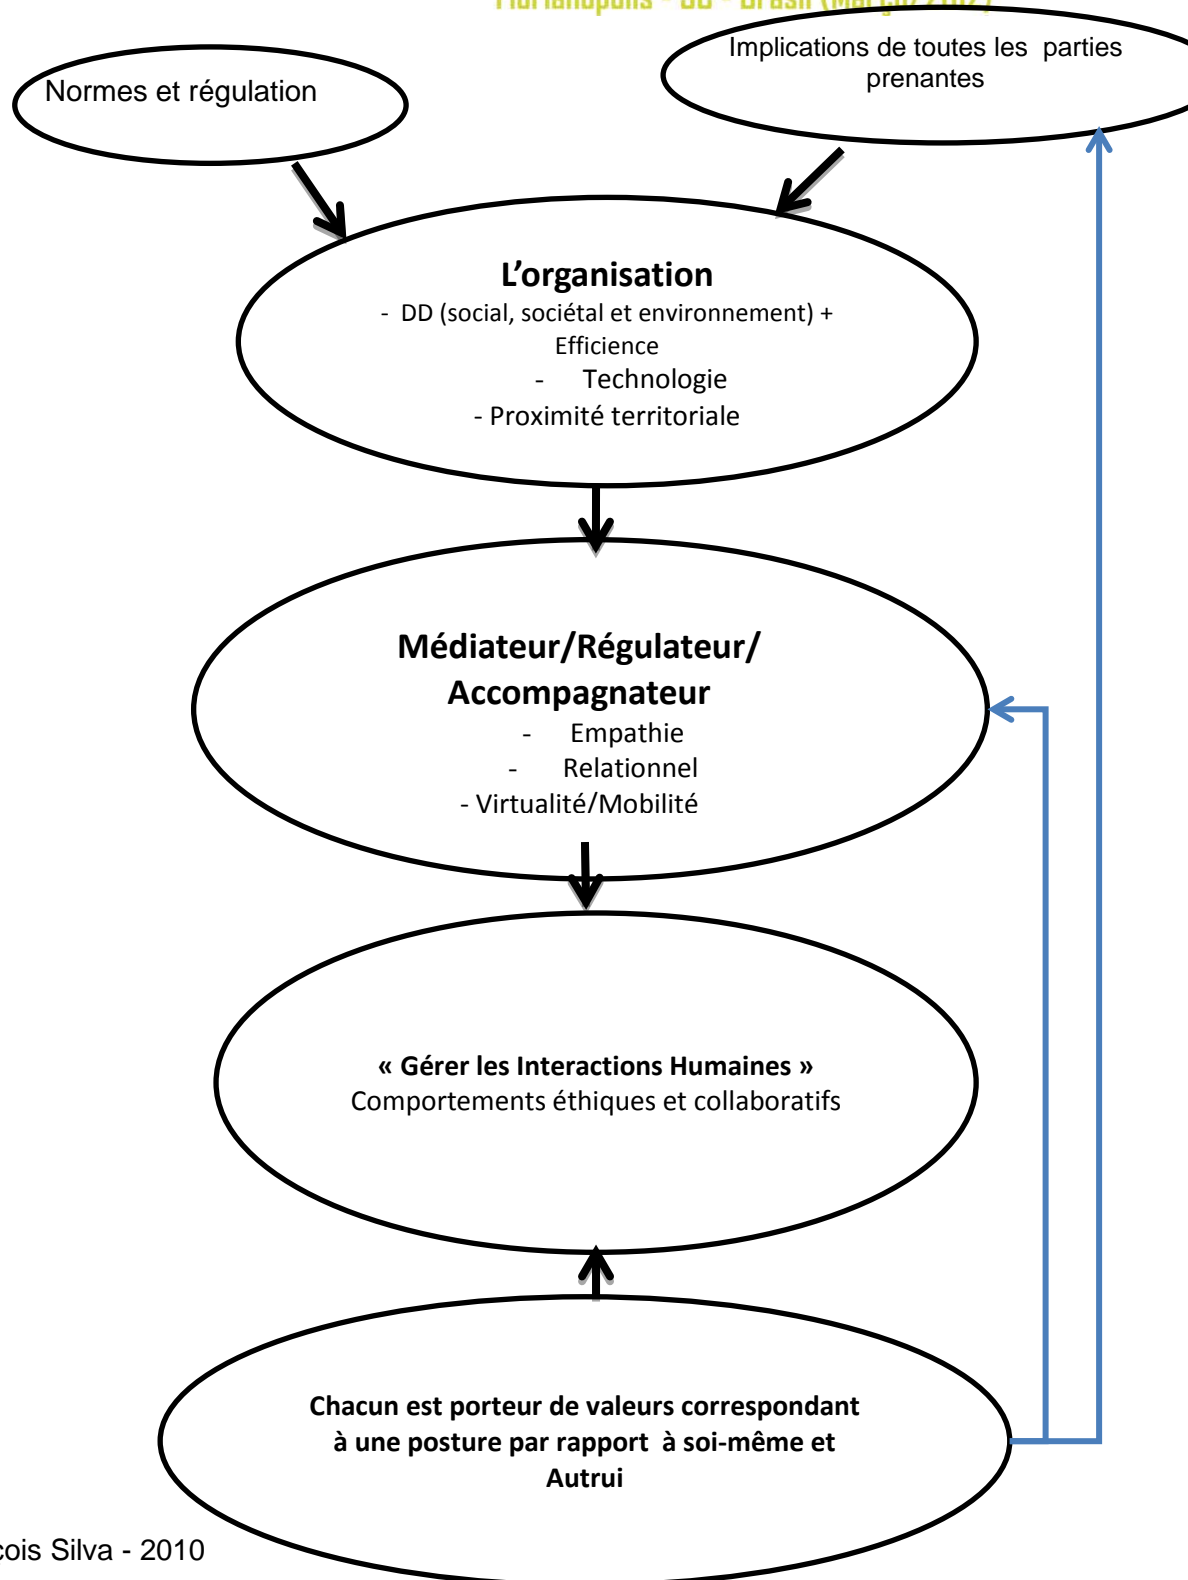 Normes et régulation
Implications de toutes les parties
prenantes
L’organisation
- DD (social, sociétal et environnement) +
Efficience
- Technologie
- Proximité territoriale
Médiateur/Régulateur/
Accompagnateur
- Empathie
- Relationnel
- Virtualité/Mobilité
« Gérer les Interactions Humaines »
Comportements éthiques et collaboratifs
Chacun est porteur de valeurs correspondant
à une posture par rapport à soi-même et
Autrui
Silva - 2010